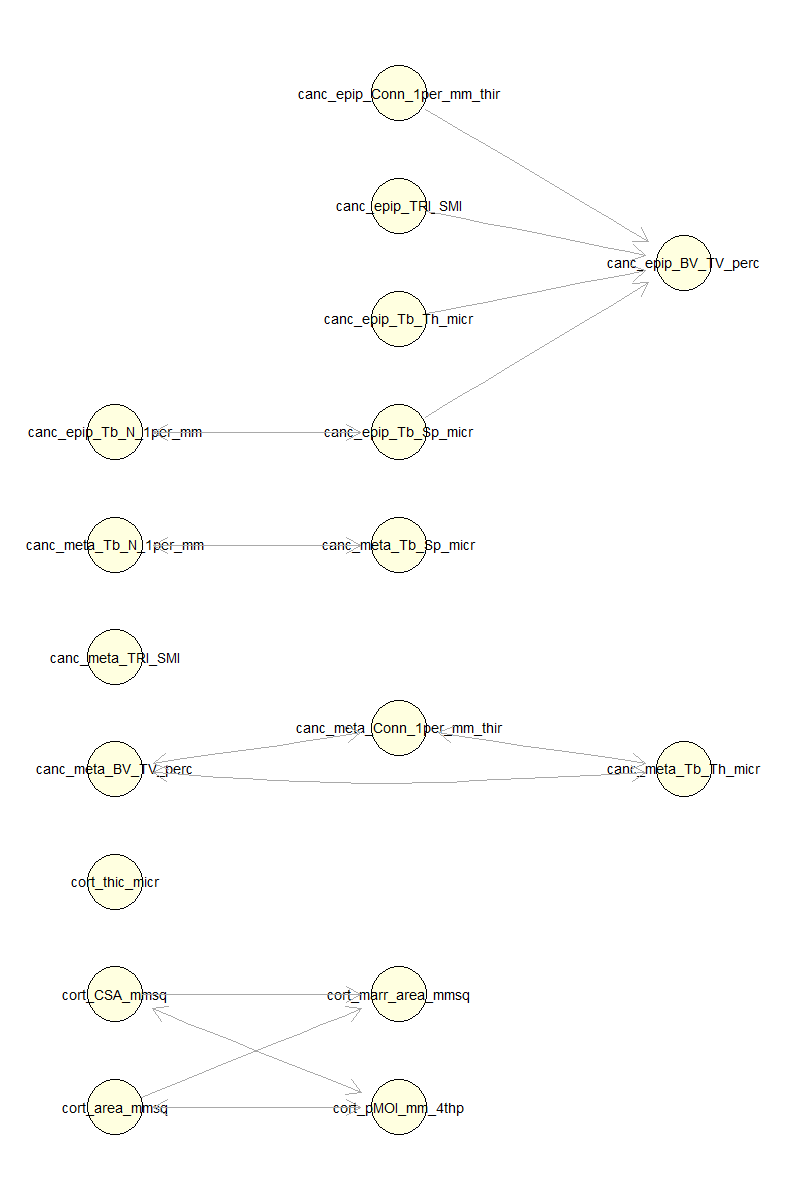 canc_epip_Conn_1per_mm_thir
canc_epip_TRI_SMI
canc_epip_BV_TV_perc
canc_epip_Tb_Th_micr
canc_epip_Tb_N_1per_mm
canc_epip_Tb_Sp_micr
canc_meta_Tb_N_1per_mm
canc_meta_Tb_Sp_micr
canc_meta_TRI_SMI
canc_meta_Conn_1per_mm_thir
canc_meta_BV_TV_perc
canc_meta_Tb_Th_micr
cort_thic_micr
cort_CSA_mmsq
cort_marr_area_mmsq
cort_area_mmsq
cort_pMOI_mm_4thp